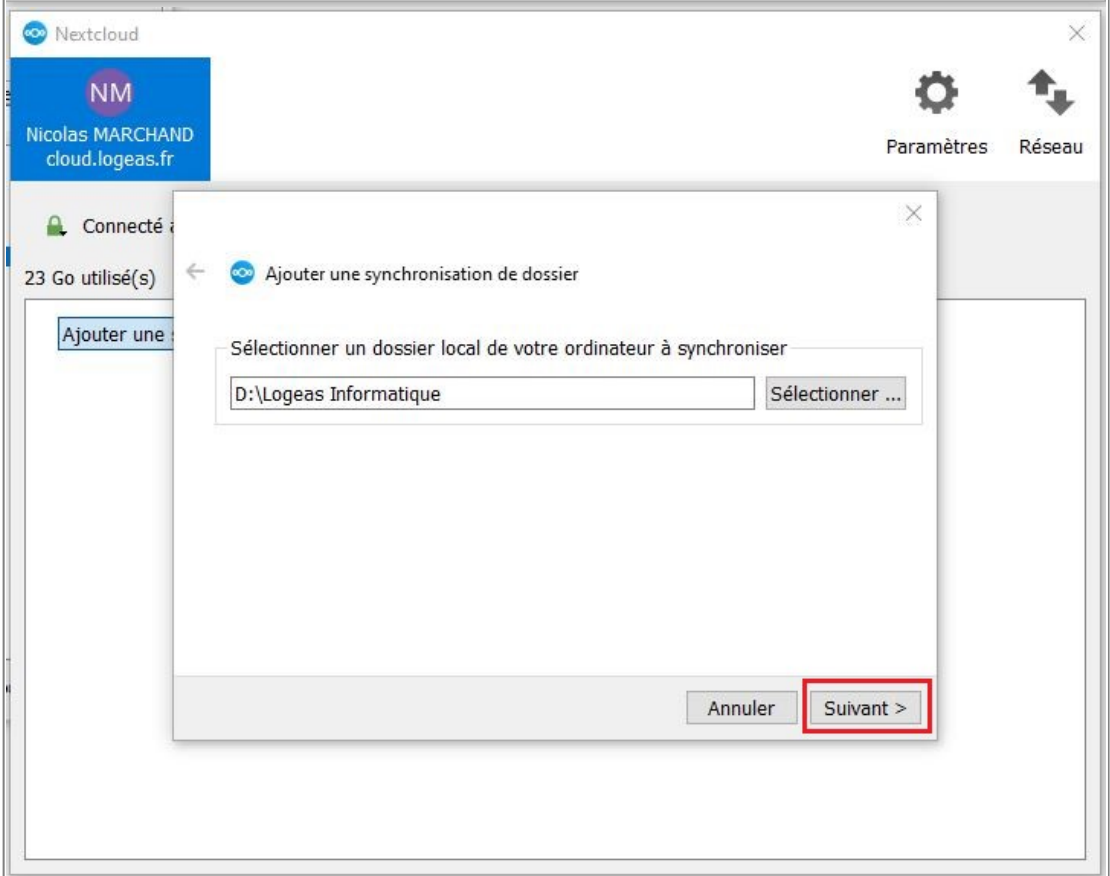 Nextcloud
NM
Nicolas MARCHAND
cloud.logeas.fr
Paramètres
Réseau
Connecté
23 Go utilisé(s)
Ajouter une
Ajouter une synchronisation de dossier
Sélectionner un dossier local de votre ordinateur à synchroniser
D:\Logeas Informatique
Sélectionner ...
Annuler
Suivant >